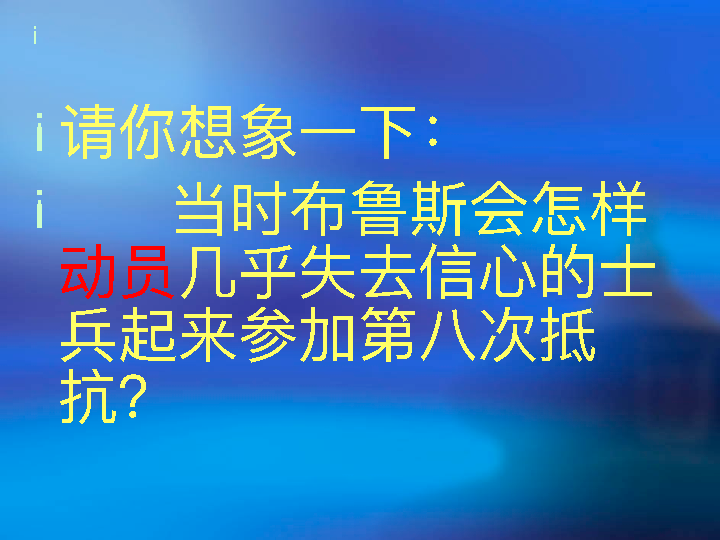 i
i 请你想象一下：
i 当时布鲁斯会怎样
动员几乎失去信心的士
兵起来参加第八次抵
抗？